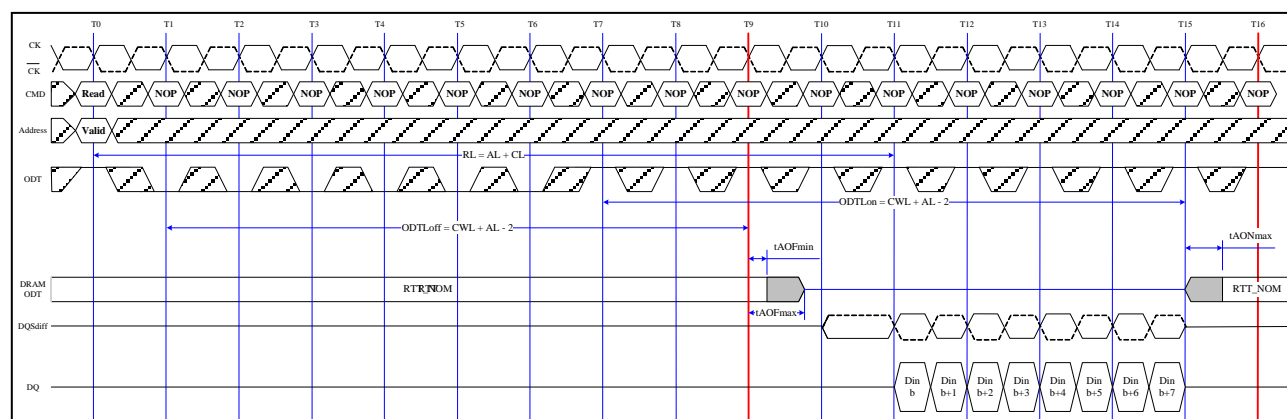 T0 T1 T2 T3 T4 T5 T6 T7 T8 T9 T10 T11 T12 T13 T14 T15 T16
CK
CK
CMD Read NOP NOP NOP NOP NOP NOP NOP NOP NOP NOP NOP NOP NOP NOP NOP NOP
Address Valid
RL = AL + CL
ODT
ODTLon = CWL + AL - 2
ODTLoff = CWL + AL - 2
tAOFmin
tAONmax
DRAM
ODT
RTT_NOM
RTT_NOM
tAOFmax
DQSdiff
DQ
Din b Din b+1 Din b+2 Din b+3 Din b+4 Din b+5 Din b+6 Din b+7